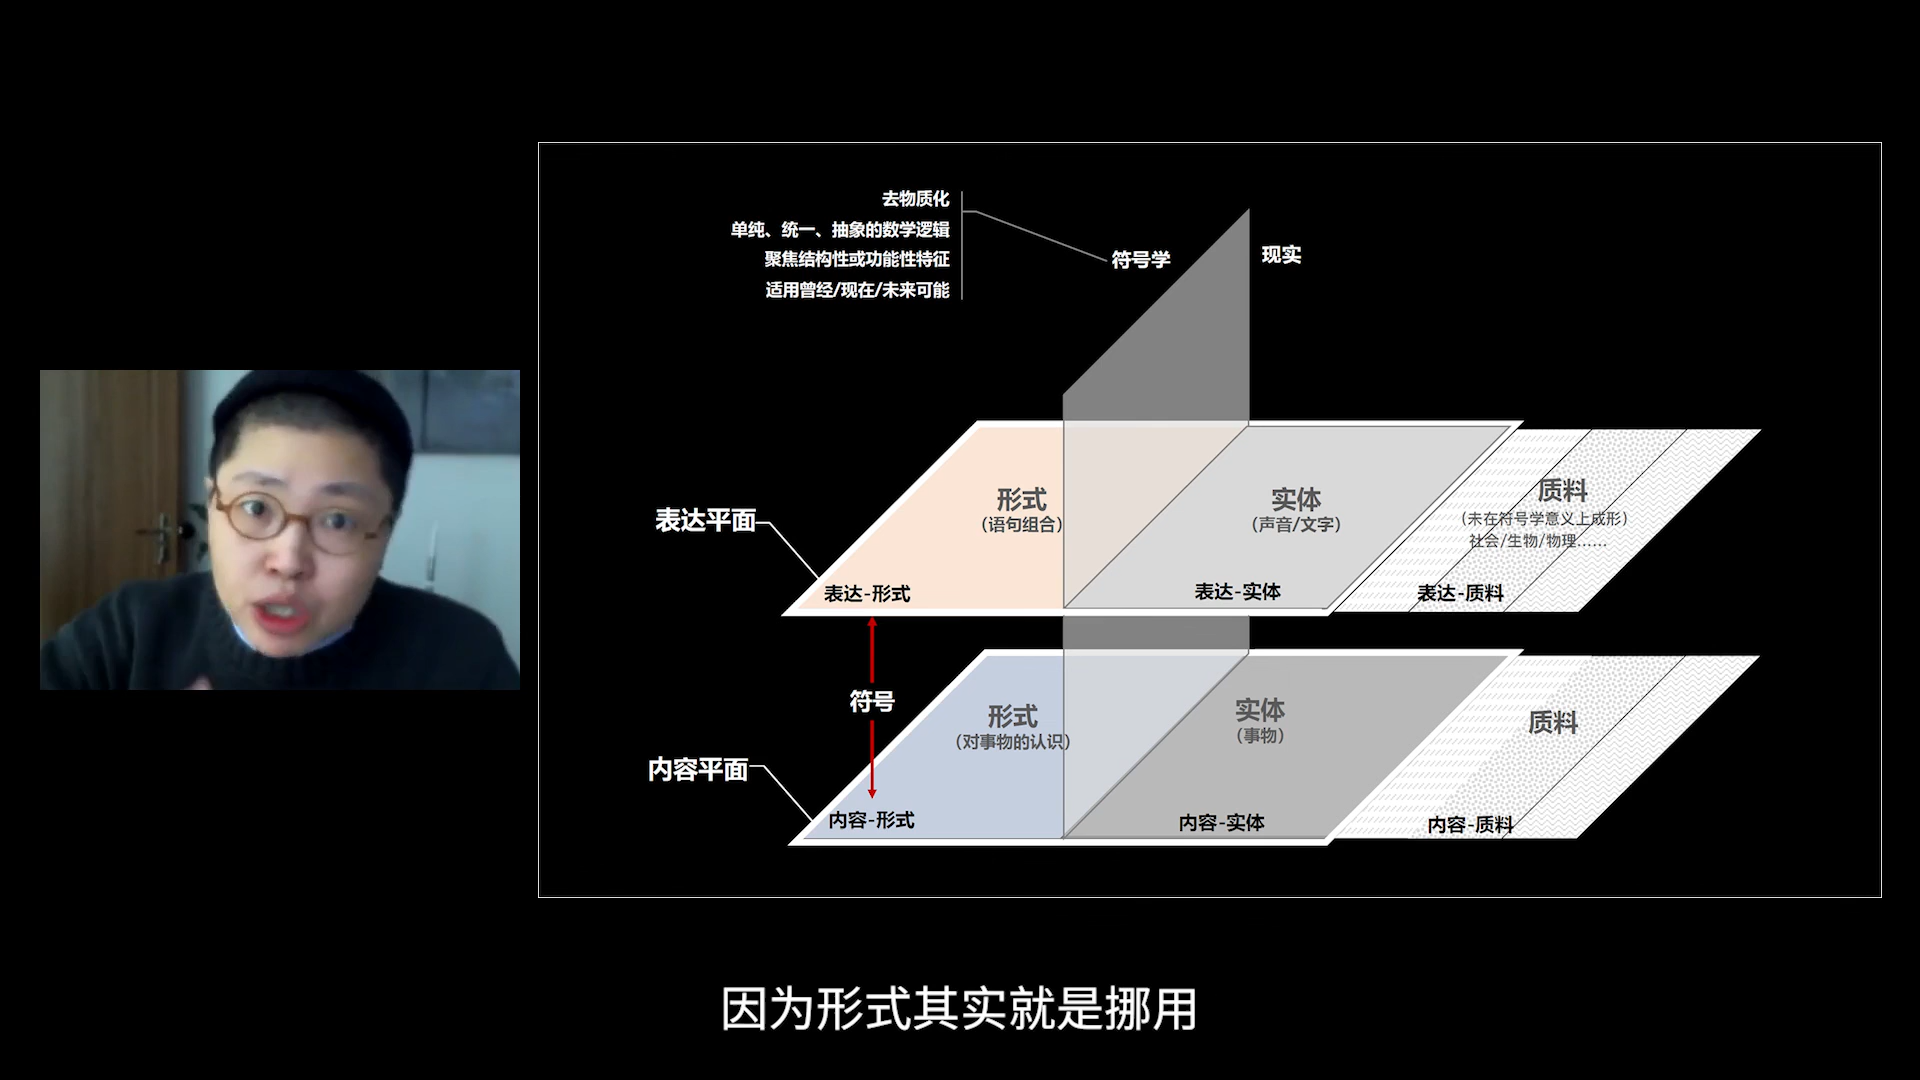 去物质化
单纯、统一、抽象的数学逻辑
聚焦结构性或功能性特征
适用曾经/现在/未来可能
符号学
现实
表达平面
形式
（语句组合）
实体
（声音/文字）
质料
（未在符号学意义上成形）
社会/生物/物理……
表达-形式
表达-实体
表达-质料
符号
内容平面
形式
（对事物的认识）
实体
（事物）
质料
内容-形式
内容-实体
内容-质料
因为形式其实就是挪用